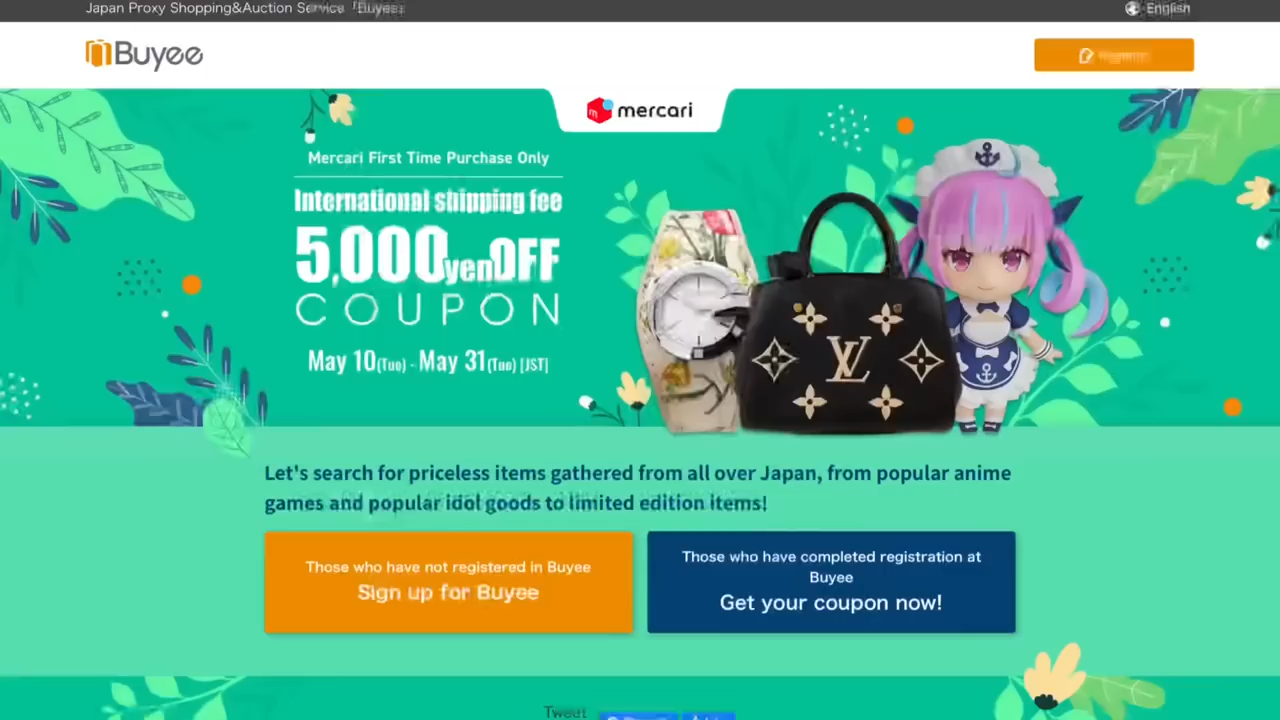 Japan Proxy Shopping&Auction Service 「Buyee」
English
Buyee
mercari
Mercari First Time Purchase Only
International shipping fee
5,000yenOFF
COUPON
May 10(Tue) - May 31(Tue) [JST]
LV
Let's search for priceless items gathered from all over Japan, from popular anime
games and popular idol goods to limited edition items!
Those who have not registered in Buyee
Sign up for Buyee
Those who have completed registration at
Buyee
Get your coupon now!
Tweet